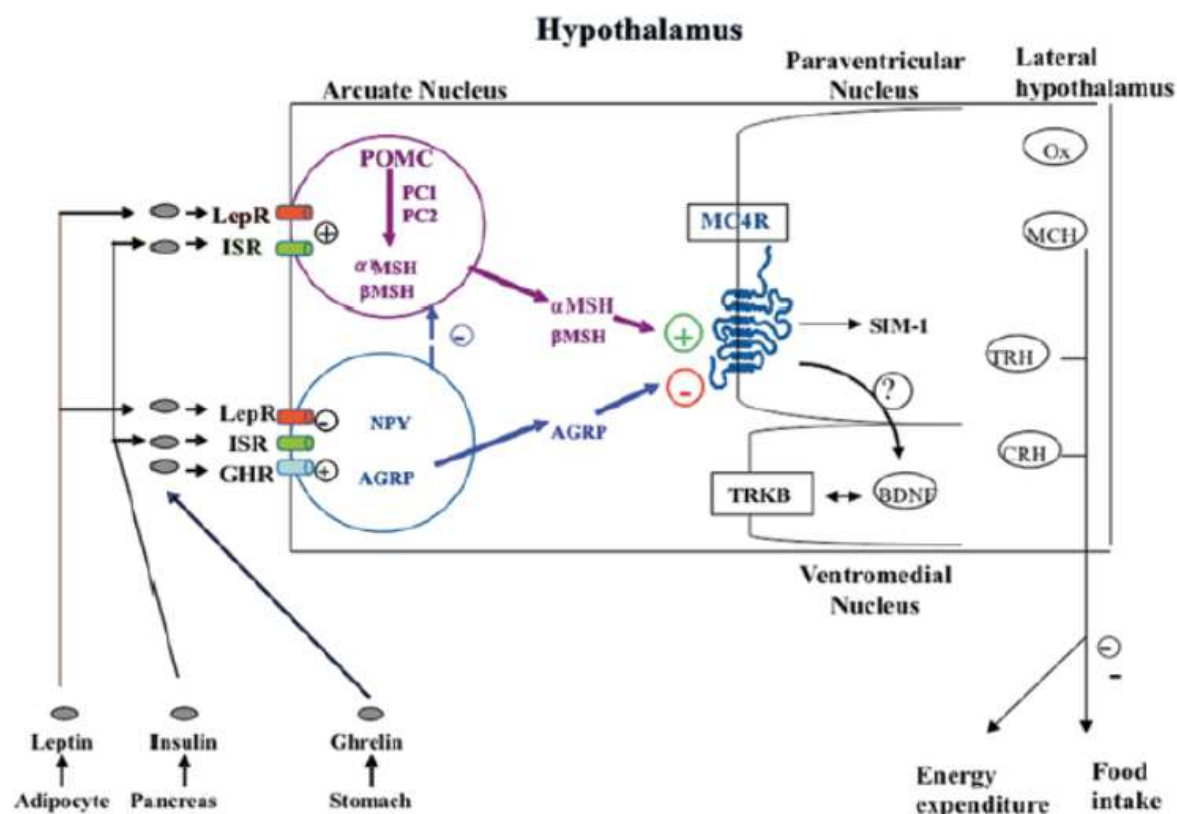 Hypothalamus
Arcuate Nucleus
Paraventricular
Nucleus
Lateral
hypothalamus
POMC
PC1
PC2
LepR
ISR
+
αMSH
βMSH
-
αMSH
βMSH
+
-
MC4R
SIM-1
?
Ox
MCH
TRH
CRH
LepR
ISR
GHR
-
+
NPY
AGRP
AGRP
TRKB
BDNF
Ventromedial
Nucleus
-
-
Leptin
Insulin
Ghrelin
Adipocyte
Pancreas
Stomach
Energy
expenditure
Food
intake